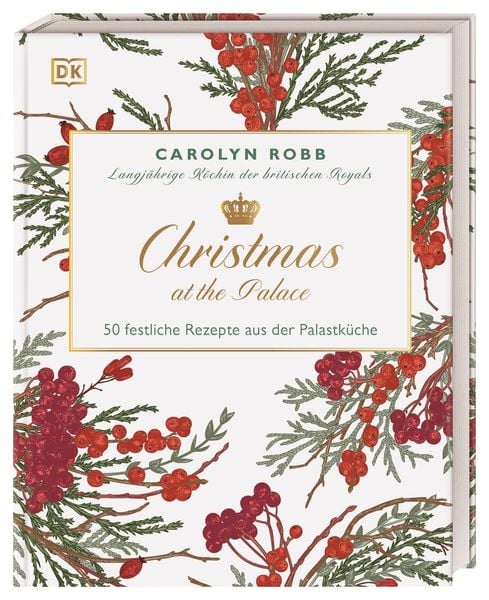 DK
CAROLYN ROBB
Langjährige Köchin der britischen Royals
Christmas
at the Palace
50 festliche Rezepte aus der Palastküche